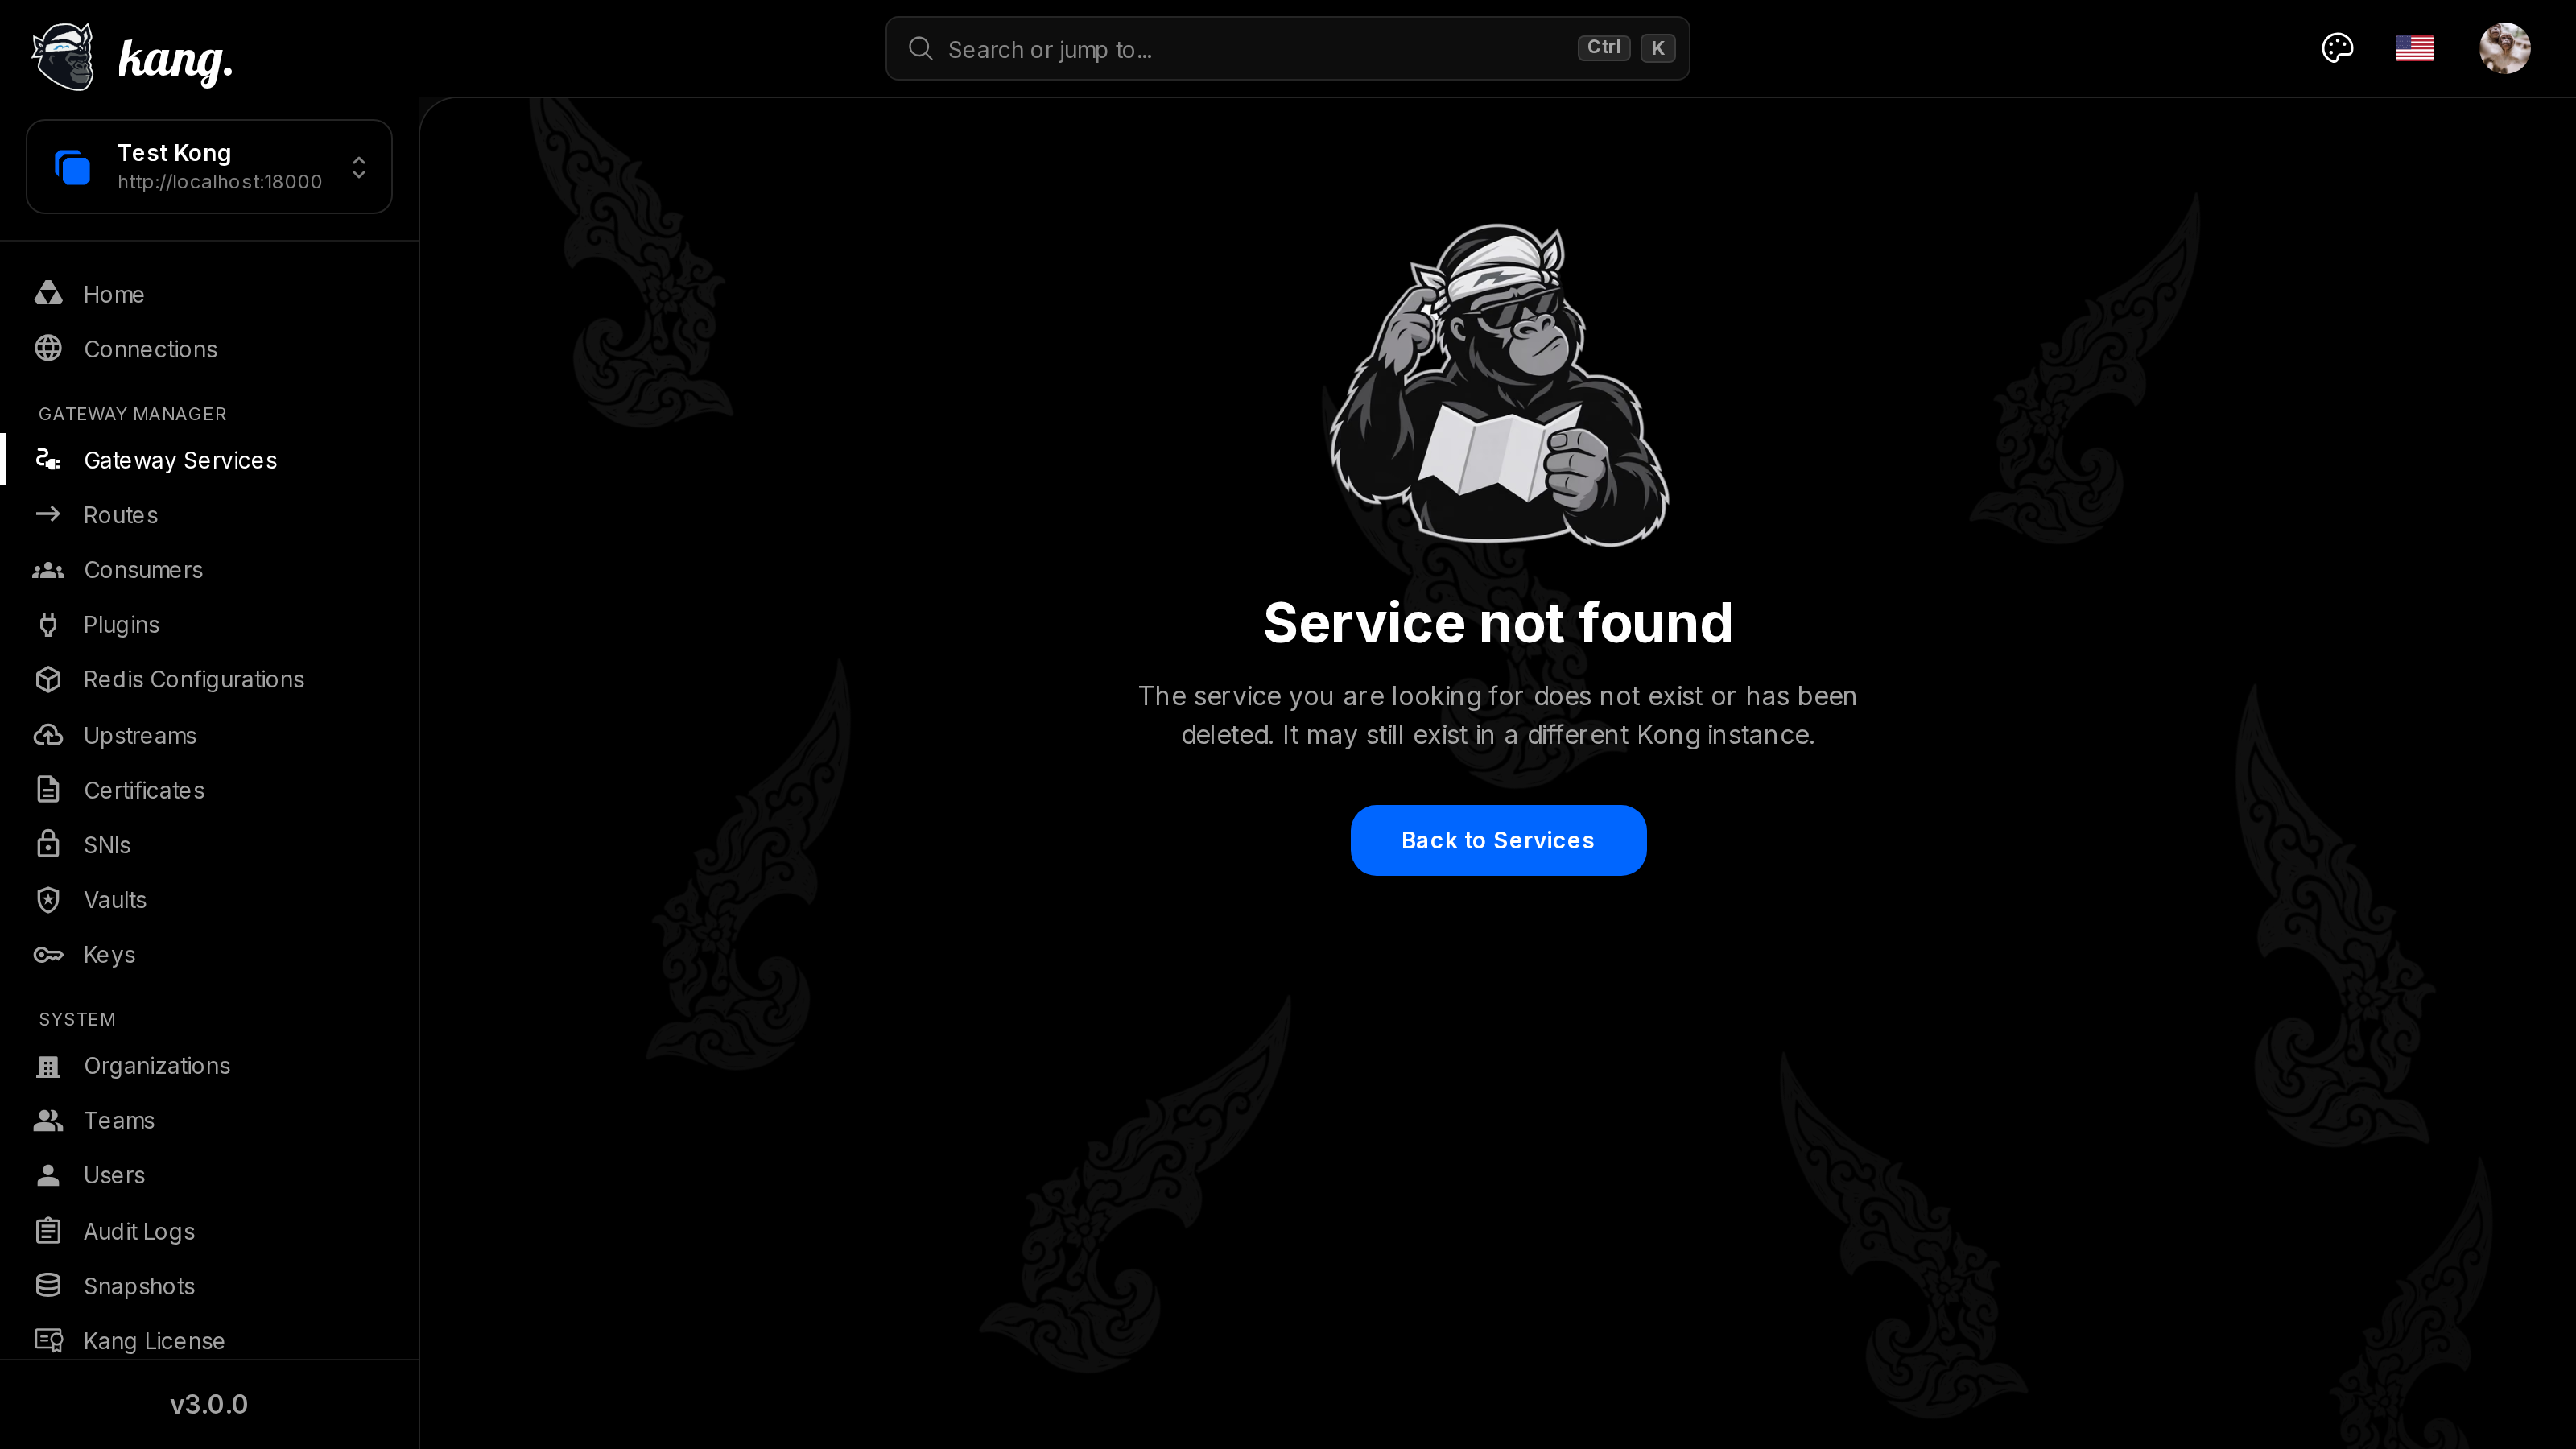 kang.
Search or jump to...
Ctrl
K
Test Kong
http://localhost:18000
Home
Connections
GATEWAY MANAGER
Gateway Services
Routes
Consumers
Plugins
Redis Configurations
Upstreams
Certificates
SNIs
Vaults
Keys
SYSTEM
Organizations
Teams
Users
Audit Logs
Snapshots
Kang License
v3.0.0
Service not found
The service you are looking for does not exist or has been
deleted. It may still exist in a different Kong instance.
Back to Services